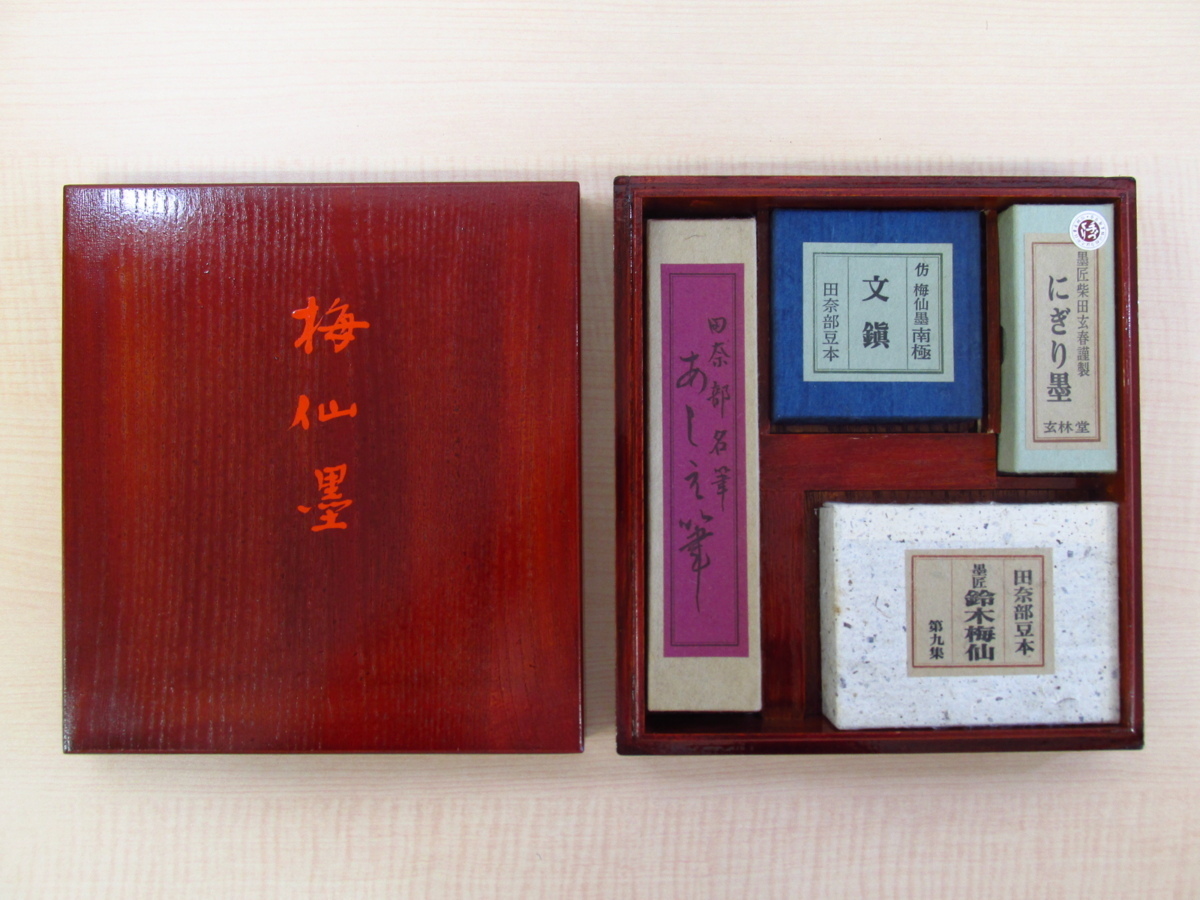 梅仙墨
田奈部名筆
あしえ筆
仿梅仙墨南極
文鎭
田奈部豆本
墨匠柴田玄春謹製
にぎり墨
玄林堂
田奈部豆本
墨匠鈴木梅仙
第九集